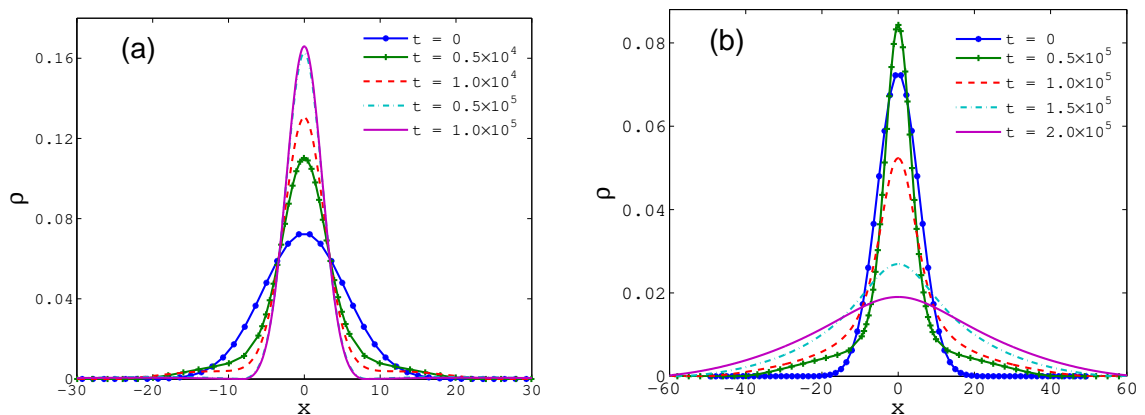 (a)
t = 0
t = 0.5×10⁴
t = 1.0×10⁴
t = 0.5×10⁵
t = 1.0×10⁵
0.16
0.12
0.08
0.04
0
ρ
-30 -20 -10 0 10 20 30
x
(b)
t = 0
t = 0.5×10⁵
t = 1.0×10⁵
t = 1.5×10⁵
t = 2.0×10⁵
0.08
0.06
0.04
0.02
0
ρ
-60 -40 -20 0 20 40 60
x